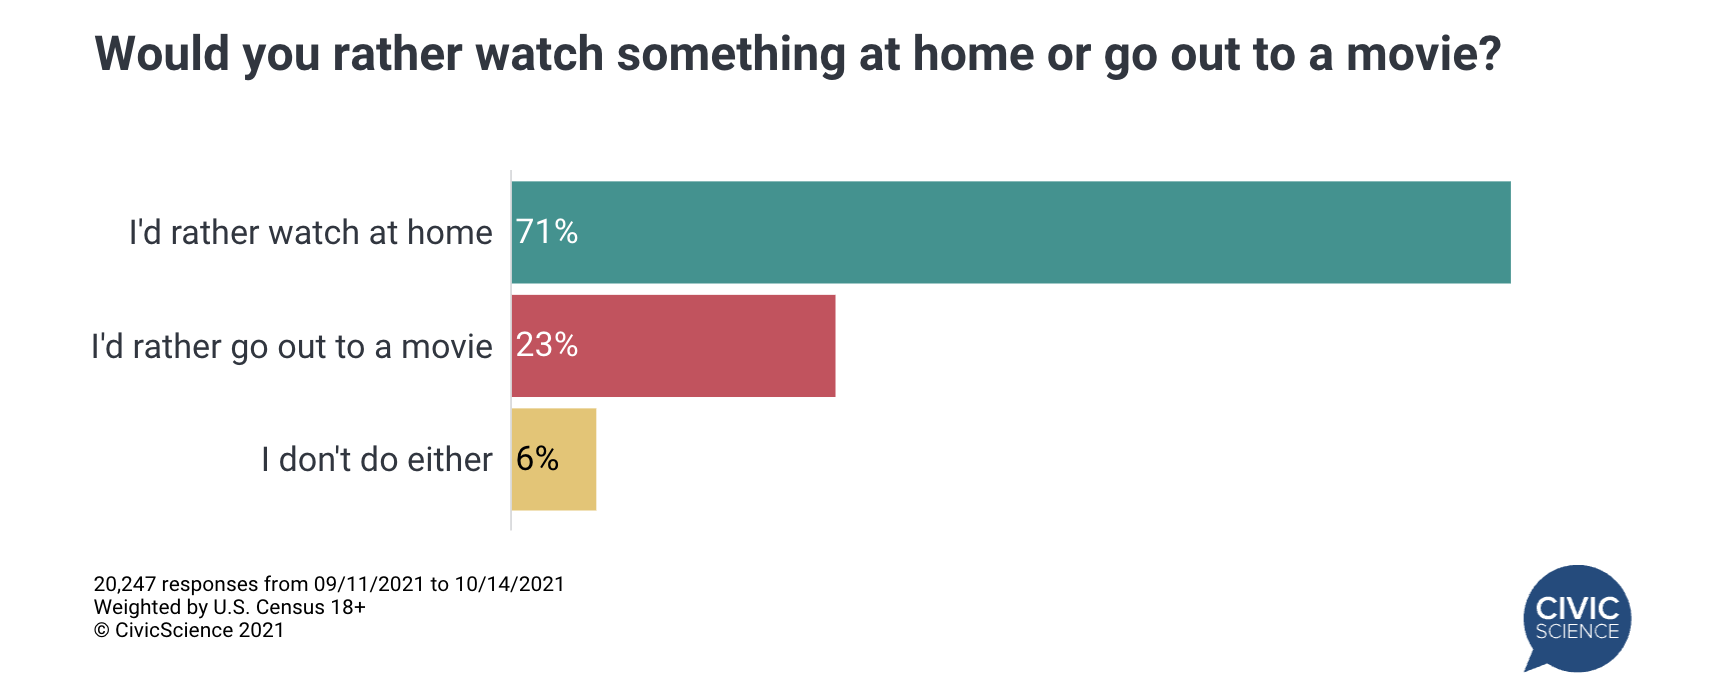 Would you rather watch something at home or go out to a movie?
I'd rather watch at home 71%
I'd rather go out to a movie 23%
I don't do either 6%
20,247 responses from 09/11/2021 to 10/14/2021
Weighted by U.S. Census 18+
© CivicScience 2021
CIVIC
SCIENCE